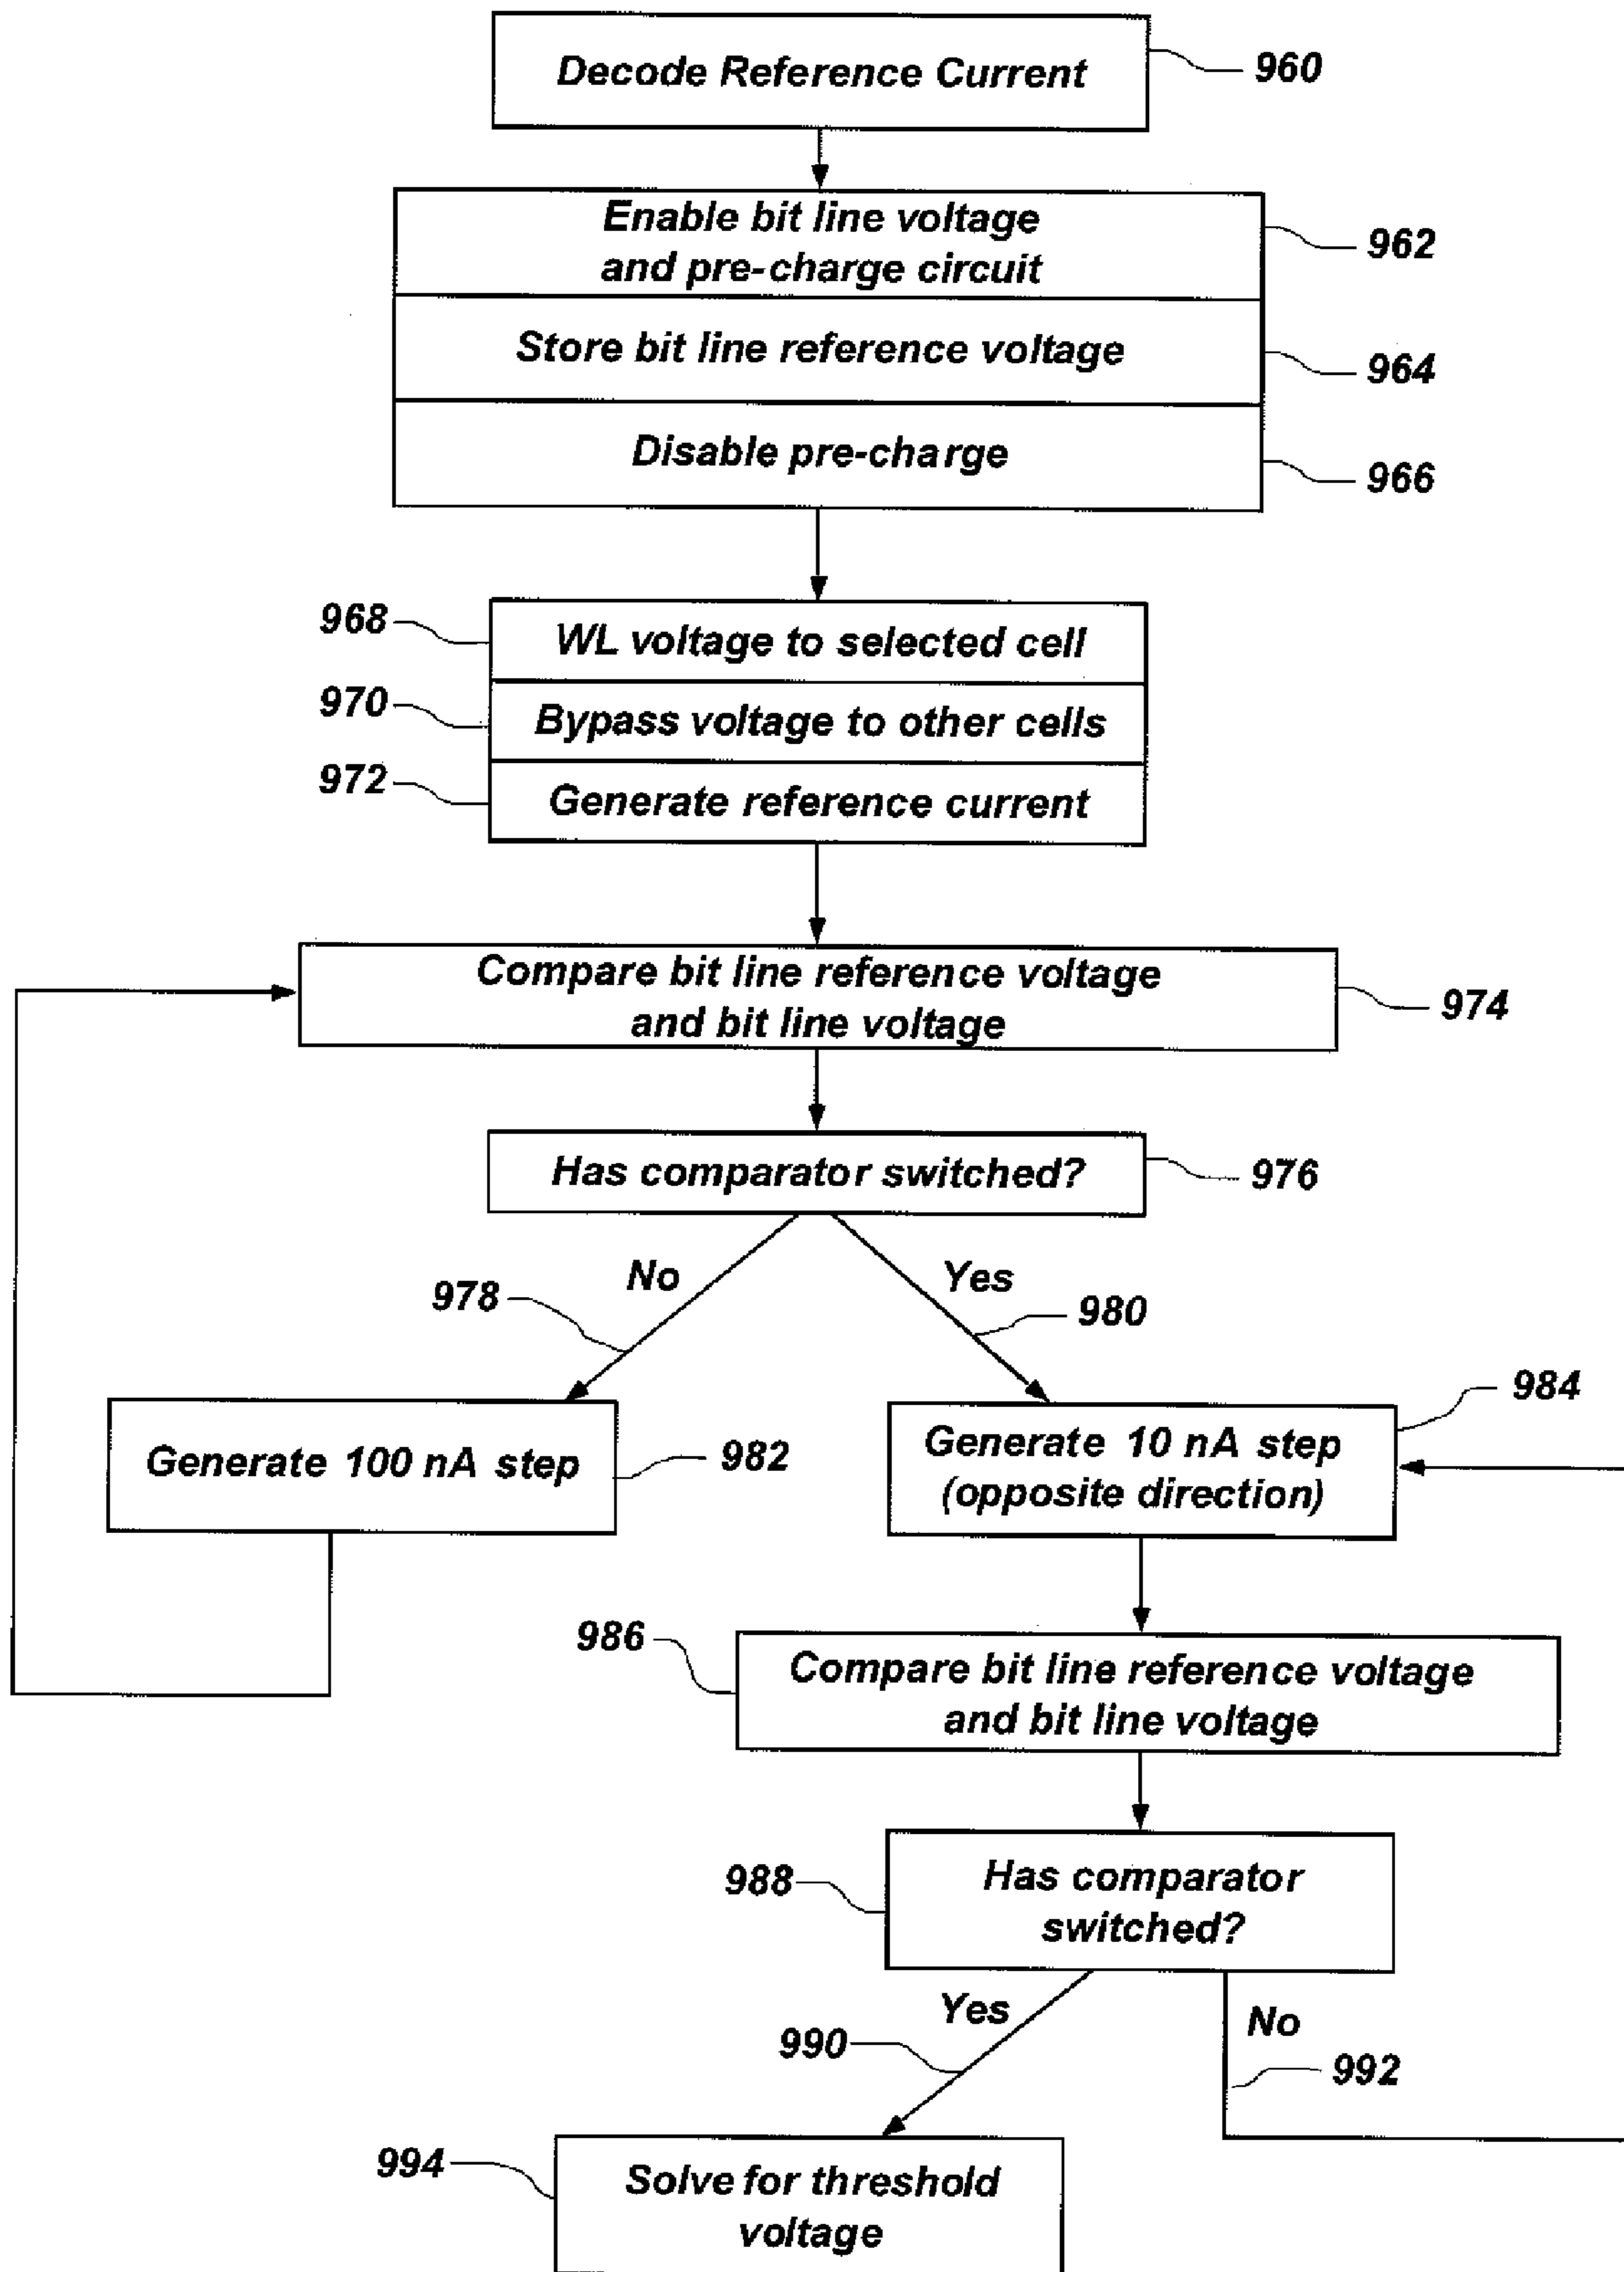 Decode Reference Current
960
Enable bit line voltage
and pre-charge circuit
962
Store bit line reference voltage
964
Disable pre-charge
966
968
WL voltage to selected cell
970
Bypass voltage to other cells
972
Generate reference current
Compare bit line reference voltage
and bit line voltage
974
Has comparator switched?
976
No
Yes
978
980
984
Generate 100 nA step
982
Generate 10 nA step
(opposite direction)
986
Compare bit line reference voltage
and bit line voltage
988
Has comparator
switched?
Yes
No
990
992
994
Solve for threshold
voltage